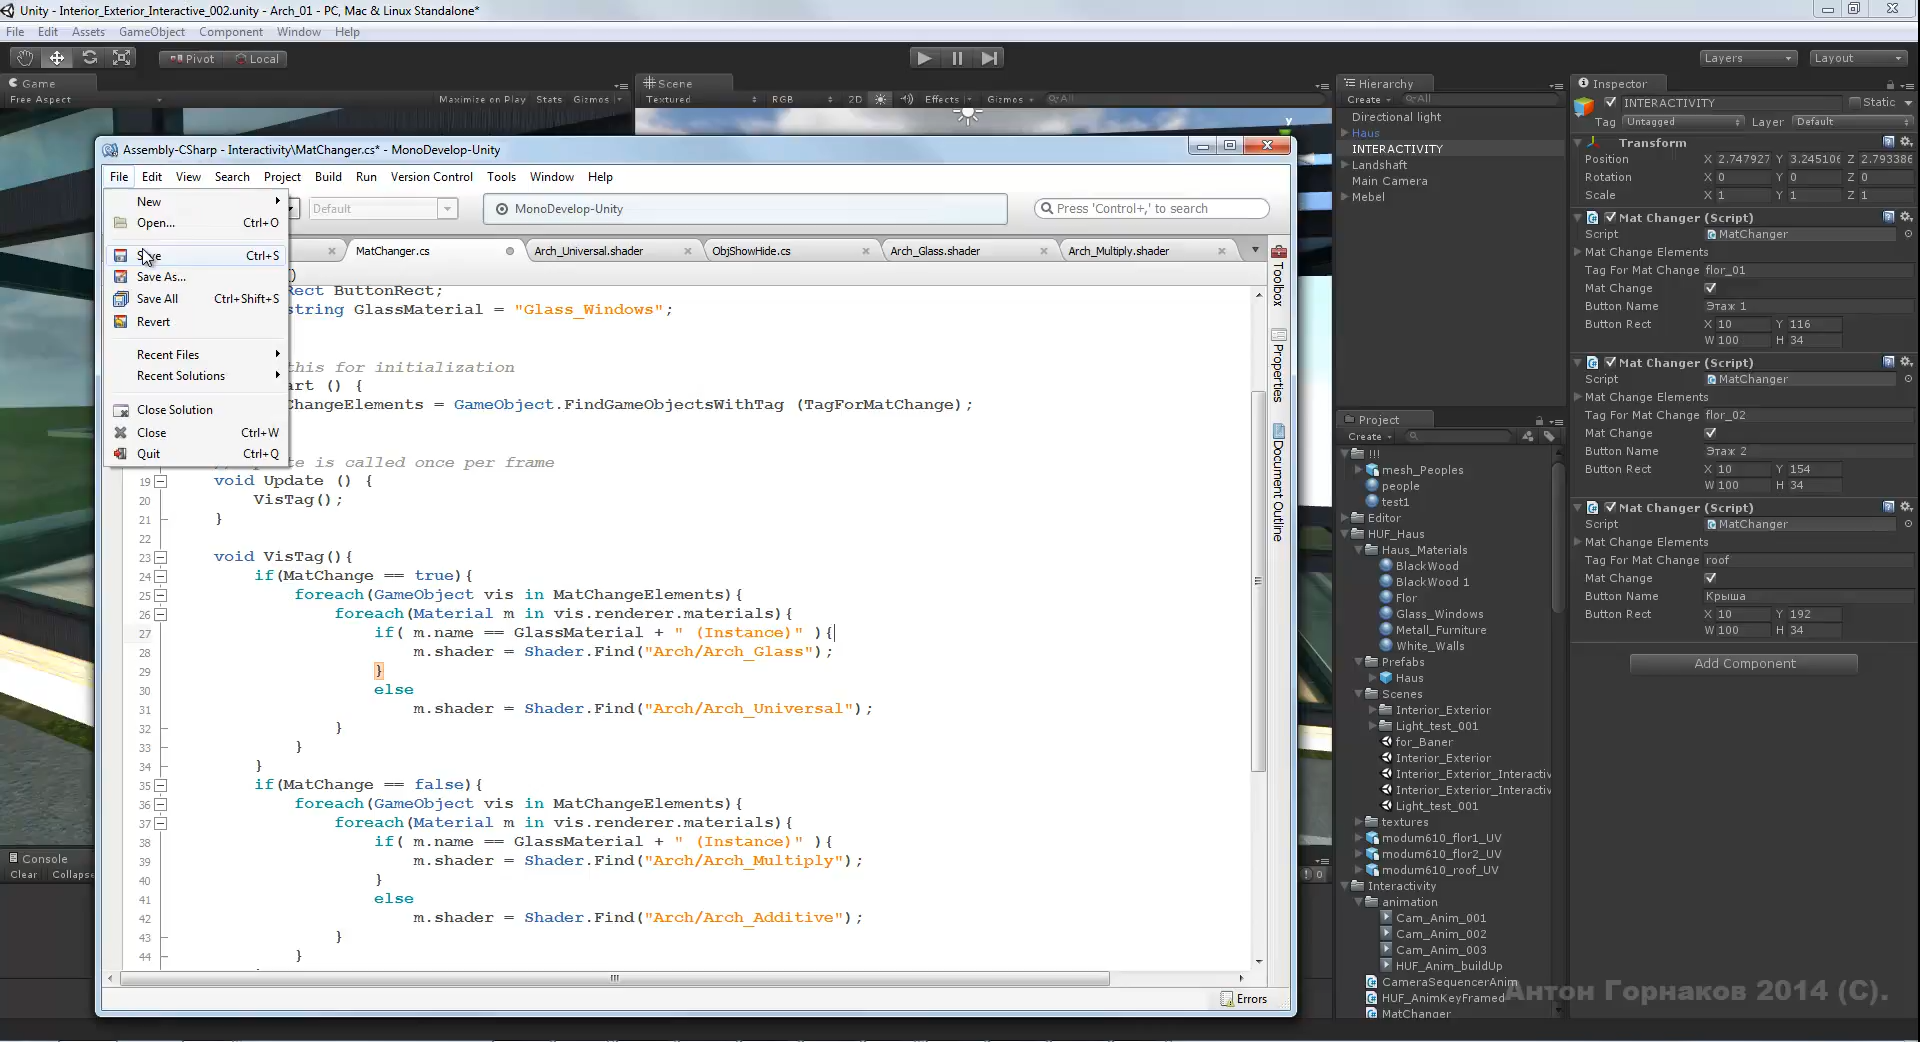 Unity - Interior_Exterior_Interactive_002.unity - Arch_01 - PC, Mac & Linux Standalone*
File Edit Assets GameObject Component Window Help
Pivot Local Layers Layout
Game
Free Aspect Maximize on Play Stats Gizmos
Scene
Textured RGB 2D Effects Gizmos All
Assembly-CSharp - Interactivity\MatChanger.cs* - MonoDevelop-Unity
File Edit View Search Project Build Run Version Control Tools Window Help
Default MonoDevelop-Unity Press 'Control+,' to search
MatChanger.cs Arch_Universal.shader ObjShowHide.cs Arch_Glass.shader Arch_Multiply.shader
New
Open... Ctrl+O
Save Ctrl+S
Save As...
Save All Ctrl+Shift+S
Revert
Recent Files
Recent Solutions
Close Solution
Close Ctrl+W
Quit Ctrl+Q
()
Rect ButtonRect;
string GlassMaterial = "Glass_Windows";
this for initialization
art () {
ChangeElements = GameObject.FindGameObjectsWithTag (TagForMatChange);
te is called once per frame
19 void Update () {
20 VisTag();
21 }
22
23 void VisTag(){
24 if(MatChange == true){
25 foreach(GameObject vis in MatChangeElements){
26 foreach(Material m in vis.renderer.materials){
27 if( m.name == GlassMaterial + " (Instance)" ){
28 m.shader = Shader.Find("Arch/Arch_Glass");
29 }
30 else
31 m.shader = Shader.Find("Arch/Arch_Universal");
32 }
33 }
34 }
35 if(MatChange == false){
36 foreach(GameObject vis in MatChangeElements){
37 foreach(Material m in vis.renderer.materials){
38 if( m.name == GlassMaterial + " (Instance)" ){
39 m.shader = Shader.Find("Arch/Arch_Multiply");
40 }
41 else
42 m.shader = Shader.Find("Arch/Arch_Additive");
43 }
44 }
Toolbox
Properties
Document Outline
Errors
Console
Clear Collapse
0
Hierarchy
Create All
Directional light
Haus
INTERACTIVITY
Landshaft
Main Camera
Mebel
Project
Create
!!!
mesh_Peoples
people
test1
Editor
HUF_Haus
Haus_Materials
BlackWood
BlackWood 1
Flor
Glass_Windows
Metall_Furniture
White_Walls
Prefabs
Haus
Scenes
Interior_Exterior
Light_test_001
for_Baner
Interior_Exterior
Interior_Exterior_Interactiv
Interior_Exterior_Interactiv
Light_test_001
textures
modum610_flor1_UV
modum610_flor2_UV
modum610_roof_UV
Interactivity
animation
Cam_Anim_001
Cam_Anim_002
Cam_Anim_003
HUF_Anim_buildUp
CameraSequencerAnim
HUF_AnimKeyFramed
MatChanger
Inspector
INTERACTIVITY Static
Tag Untagged Layer Default
Transform
Position X 2.747927 Y 3.245106 Z 2.793386
Rotation X 0 Y 0 Z 0
Scale X 1 Y 1 Z 1
Mat Changer (Script)
Script MatChanger
Mat Change Elements
Tag For Mat Change flor_01
Mat Change
Button Name Этаж 1
Button Rect X 10 Y 116
W 100 H 34
Mat Changer (Script)
Script MatChanger
Mat Change Elements
Tag For Mat Change flor_02
Mat Change
Button Name Этаж 2
Button Rect X 10 Y 154
W 100 H 34
Mat Changer (Script)
Script MatChanger
Mat Change Elements
Tag For Mat Change roof
Mat Change
Button Name Крыша
Button Rect X 10 Y 192
W 100 H 34
Add Component
Антон Горнаков 2014 (C).